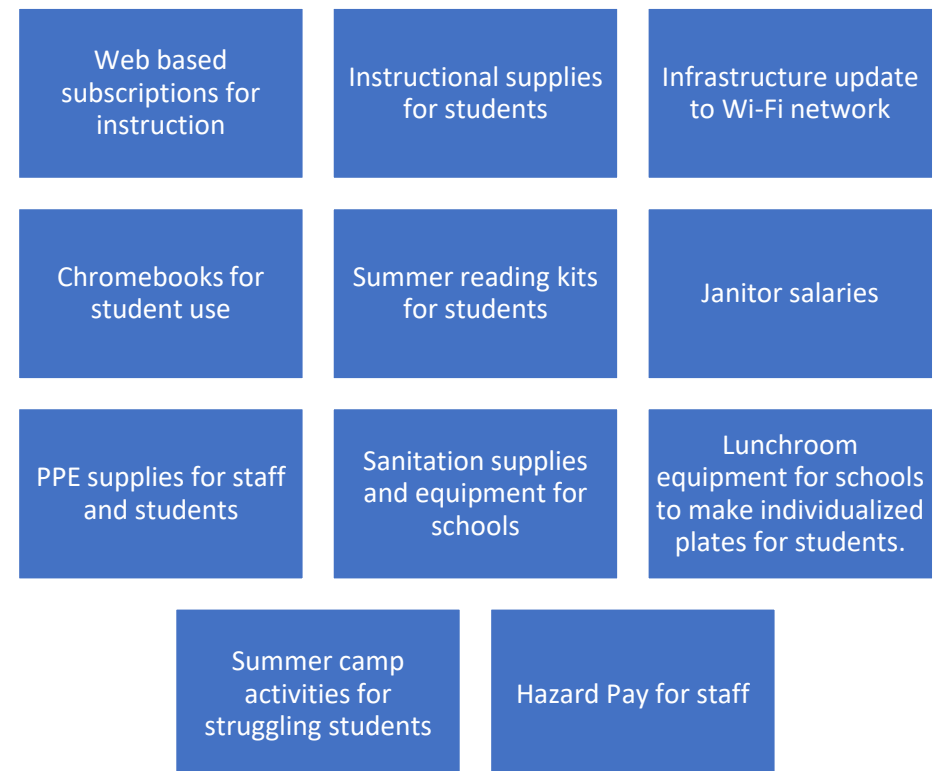 Web based
subscriptions for
instruction
Instructional supplies
for students
Infrastructure update
to Wi-Fi network
Chromebooks for
student use
Summer reading kits
for students
Janitor salaries
PPE supplies for staff
and students
Sanitation supplies
and equipment for
schools
Lunchroom
equipment for schools
to make individualized
plates for students.
Summer camp
activities for
struggling students
Hazard Pay for staff